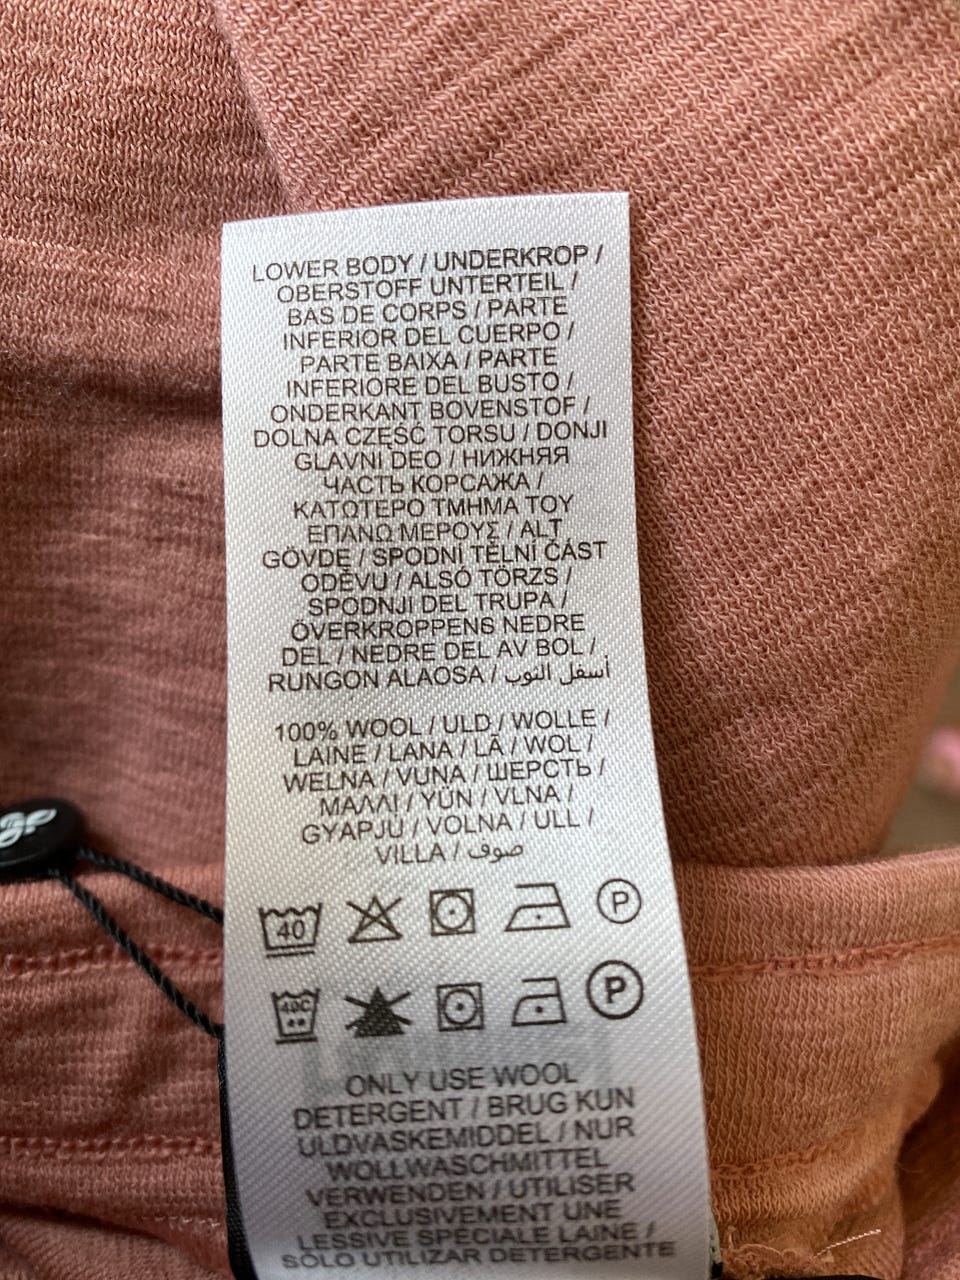 LOWER BODY / UNDERKROP /
OBERSTOFF UNTERTEIL /
BAS DE CORPS / PARTE
INFERIOR DEL CUERPO /
PARTE BAIXA / PARTE
INFERIORE DEL BUSTO /
ONDERKANT BOVENSTOF /
DOLNA CZĘŚĆ TORSU / DONJI
GLAVNI DEO / НИЖНЯЯ
ЧАСТЬ КОРСАЖА /
ΚΑΤΩΤΕΡΟ ΤΜΗΜΑ ΤΟΥ
ΕΠΑΝΩ ΜΕΡΟΥΣ / ALT
GÖVDE / SPODNÍ TĚLNÍ ČÁST
ODĚVU / ALSÓ TÖRZS /
SPODNJI DEL TRUPA /
ÖVERKROPPENS NEDRE
DEL / NEDRE DEL AV BOL /
RUNGON ALAOSA / أسفل الثوب
100% WOOL / ULD / WOLLE /
LAINE / LANA / LÃ / WOL /
WEŁNA / VUNA / ШЕРСТЬ /
ΜΑΛΛΙ / YÜN / VLNA /
GYAPJÚ / VOLNA / ULL /
VILLA / صوف
40 P
40C P
ONLY USE WOOL
DETERGENT / BRUG KUN
ULDVASKEMIDDEL / NUR
WOLLWASCHMITTEL
VERWENDEN / UTILISER
EXCLUSIVEMENT UNE
LESSIVE SPÉCIALE LAINE /
SÓLO UTILIZAR DETERGENTE